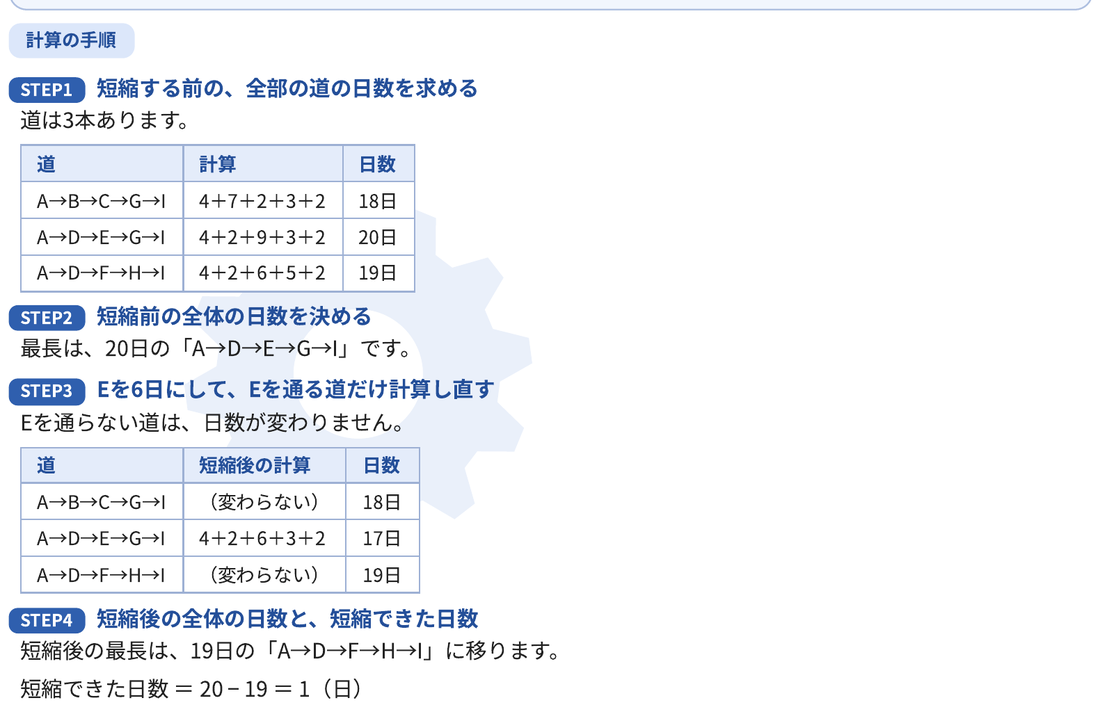 計算の手順
STEP1 短縮する前の、全部の道の日数を求める
道は3本あります。
道 計算 日数
A→B→C→G→I 4+7+2+3+2 18日
A→D→E→G→I 4+2+9+3+2 20日
A→D→F→H→I 4+2+6+5+2 19日
STEP2 短縮前の全体の日数を決める
最長は、20日の「A→D→E→G→I」です。
STEP3 Eを6日にして、Eを通る道だけ計算し直す
Eを通らない道は、日数が変わりません。
道 短縮後の計算 日数
A→B→C→G→I （変わらない） 18日
A→D→E→G→I 4+2+6+3+2 17日
A→D→F→H→I （変わらない） 19日
STEP4 短縮後の全体の日数と、短縮できた日数
短縮後の最長は、19日の「A→D→F→H→I」に移ります。
短縮できた日数 ＝ 20 − 19 ＝ 1（日）